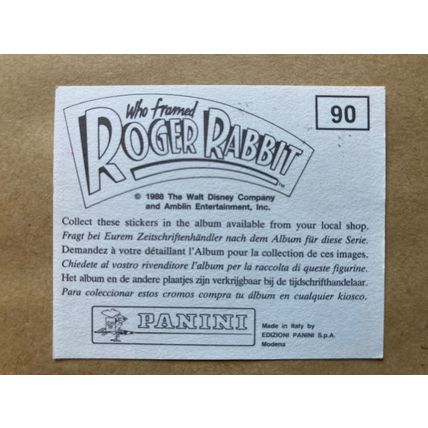 90
Who Framed
ROGER RABBIT
™
© 1988 The Walt Disney Company
and Amblin Entertainment, Inc.
Collect these stickers in the album available from your local shop.
Fragt bei Eurem Zeitschriftenhändler nach dem Album für diese Serie.
Demandez à votre détaillant l'Album pour la collection de ces images.
Chiedete al vostro rivenditore l'album per la raccolta di queste figurine.
Het album en de andere plaatjes zijn verkrijgbaar bij de tijdschrifthandelaar.
Para coleccionar estos cromos compra tu álbum en cualquier kiosco.
PANINI
Made in Italy by
EDIZIONI PANINI S.p.A.
Modena